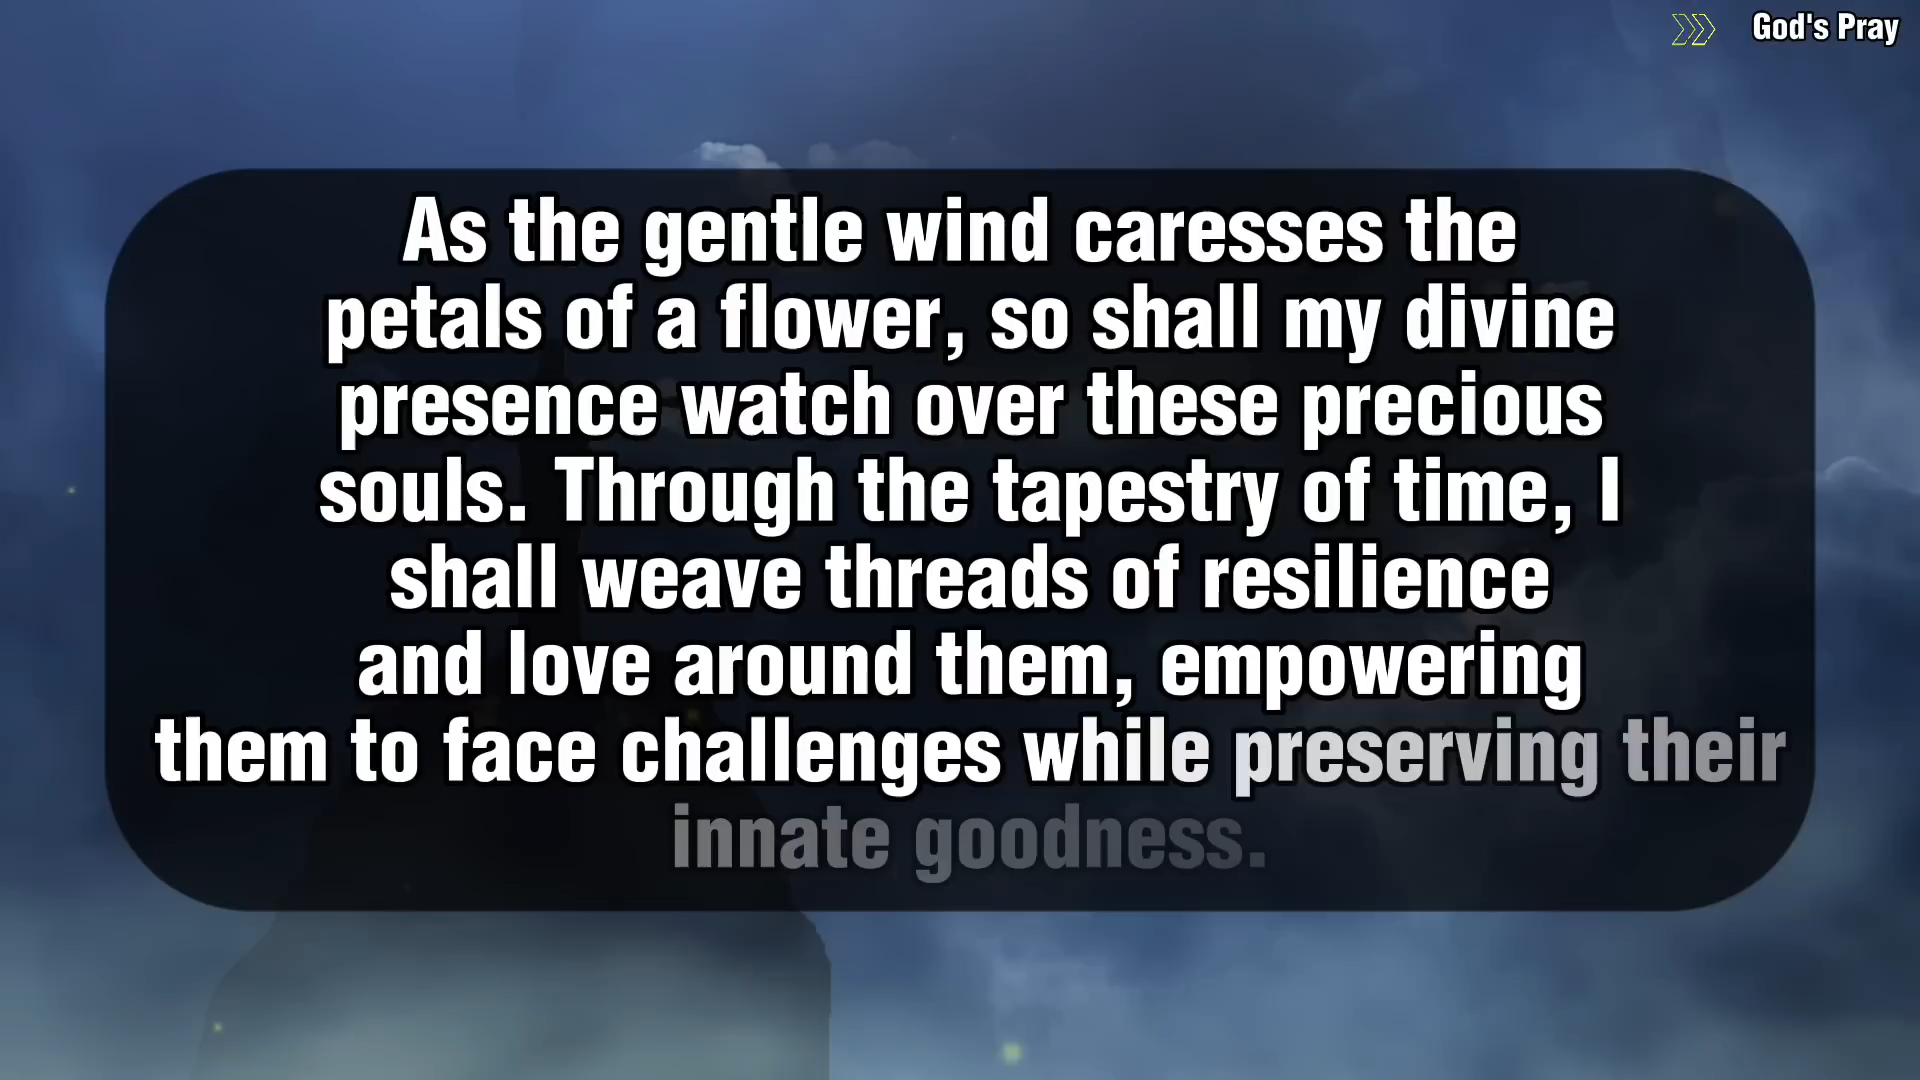 God's Pray
As the gentle wind caresses the
petals of a flower, so shall my divine
presence watch over these precious
souls. Through the tapestry of time, I
shall weave threads of resilience
and love around them, empowering
them to face challenges while preserving their
innate goodness.